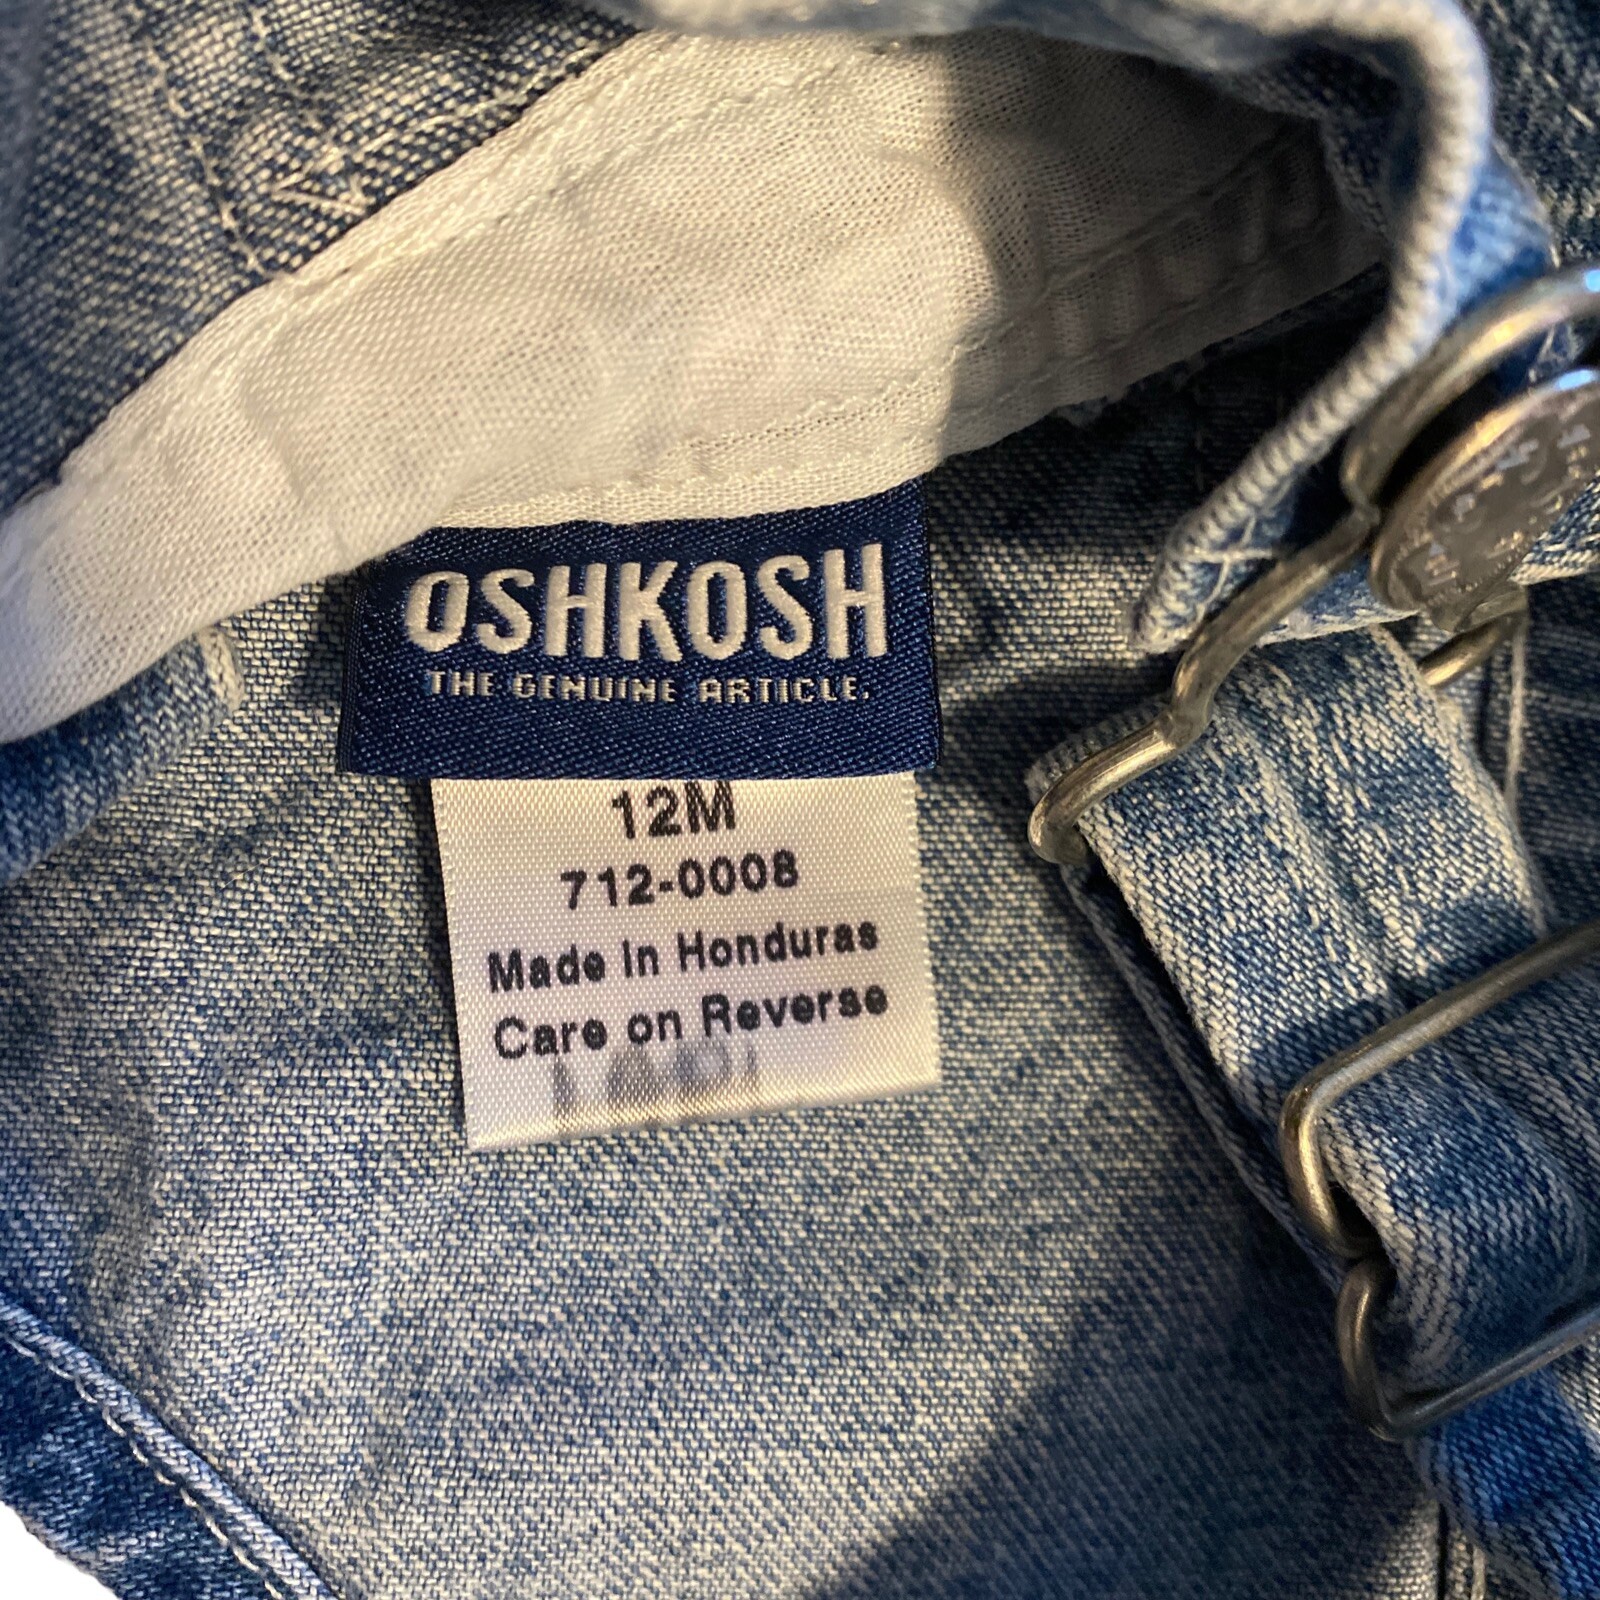 OSHKOSH
THE GENUINE ARTICLE.
12M
712-0008
Made in Honduras
Care on Reverse